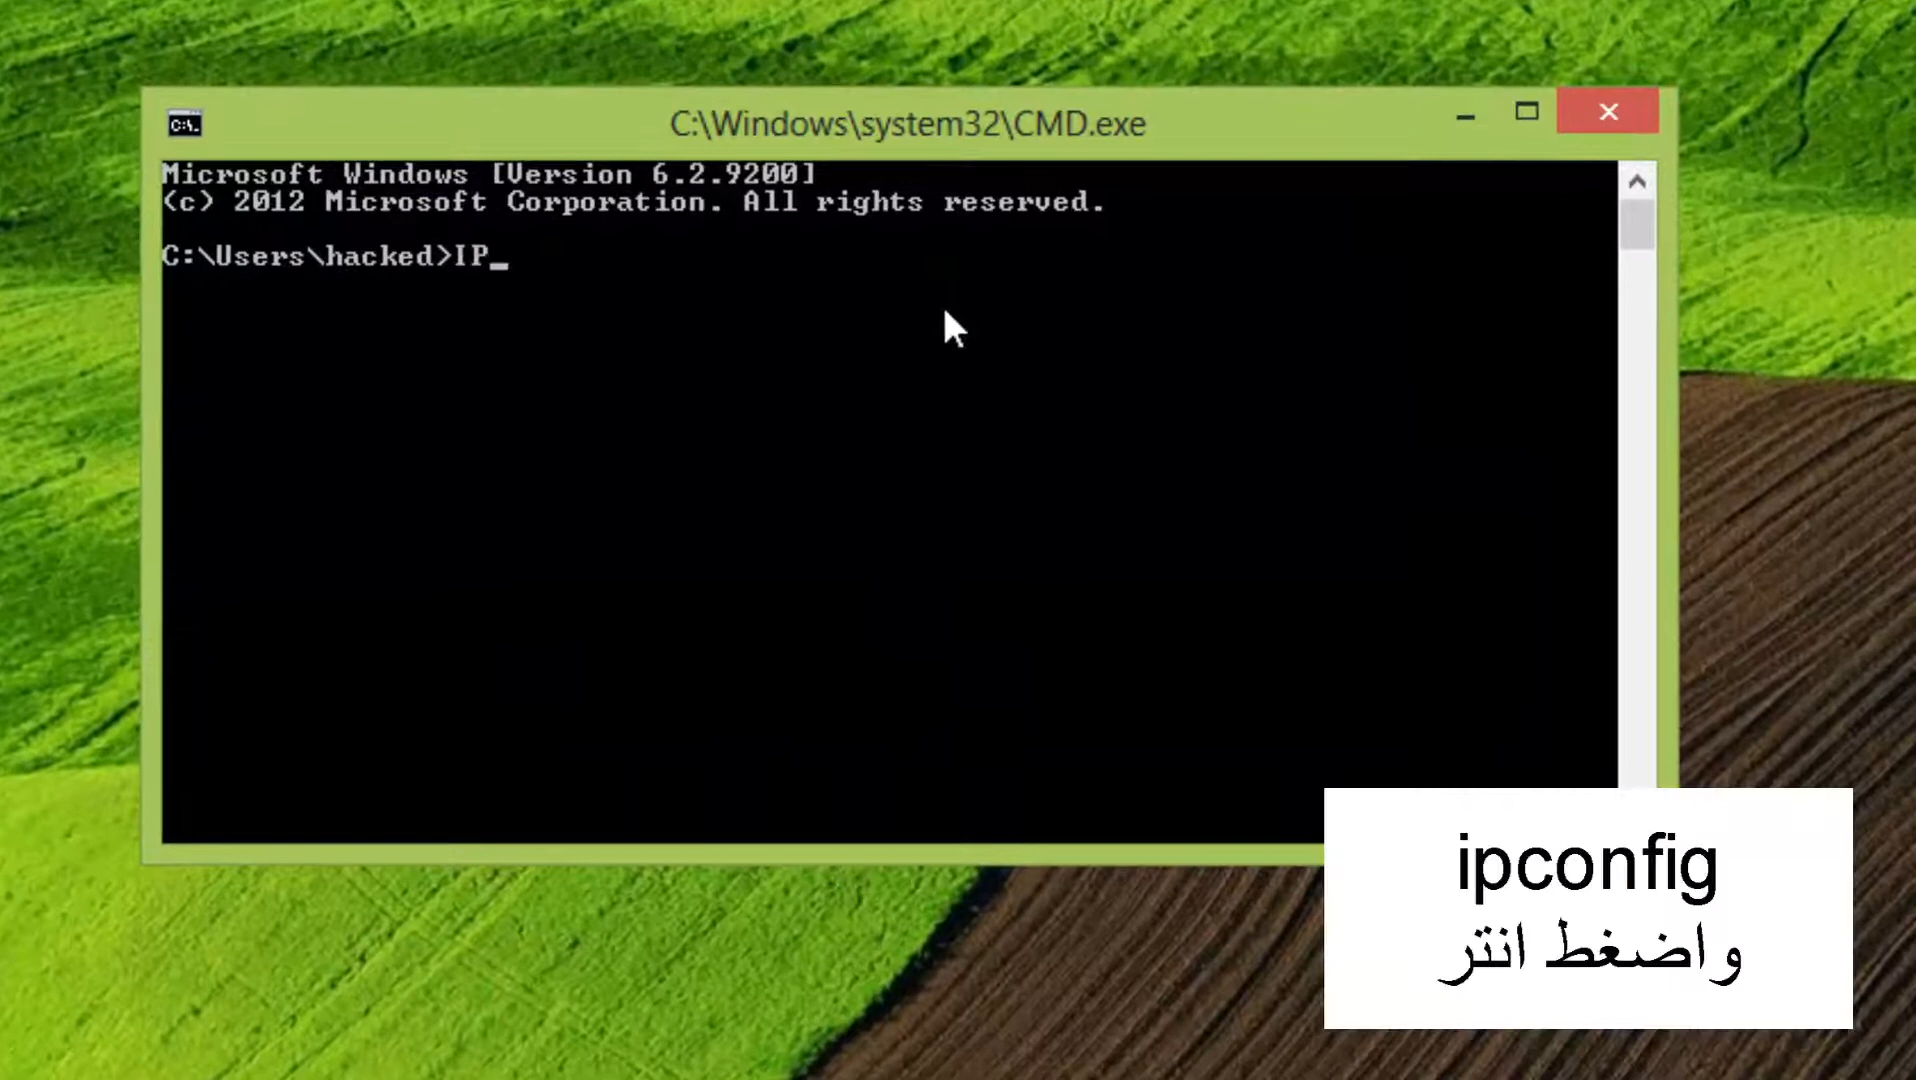 C:\Windows\system32\CMD.exe
Microsoft Windows [Version 6.2.9200]
(c) 2012 Microsoft Corporation. All rights reserved.
C:\Users\hacked>IP_
ipconfig
واضغط انتر